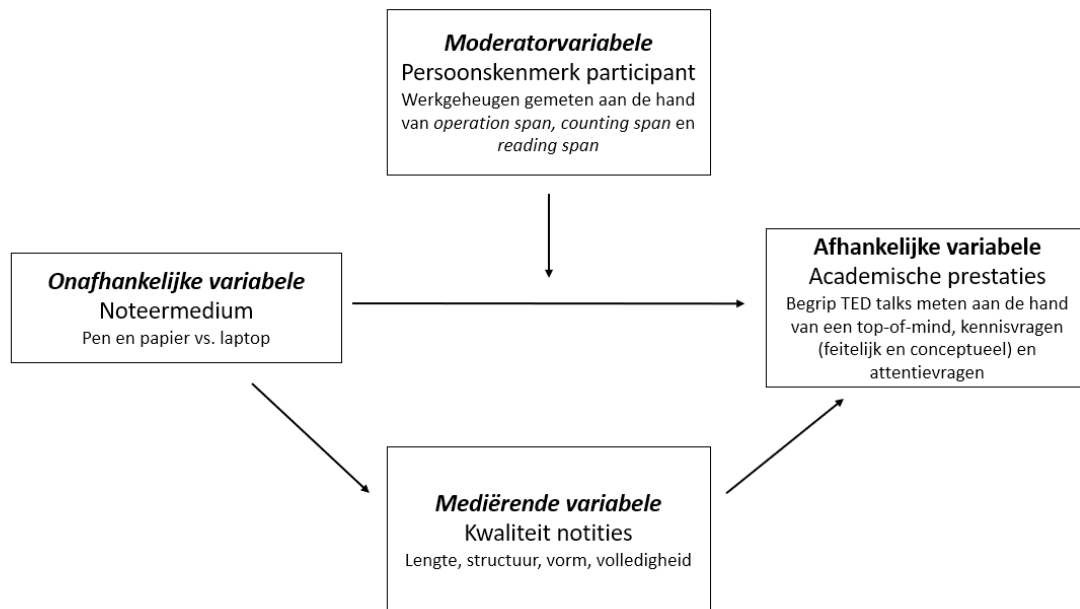 Moderatorvariabele
Persoonskenmerk participant
Werkgeheugen gemeten aan de hand
van operation span, counting span en
reading span
Onafhankelijke variabele
Noteermedium
Pen en papier vs. laptop
Afhankelijke variabele
Academische prestaties
Begrip TED talks meten aan de hand
van een top-of-mind, kennisvragen
(feitelijk en conceptueel) en
attentievragen
Mediërende variabele
Kwaliteit notities
Lengte, structuur, vorm, volledigheid